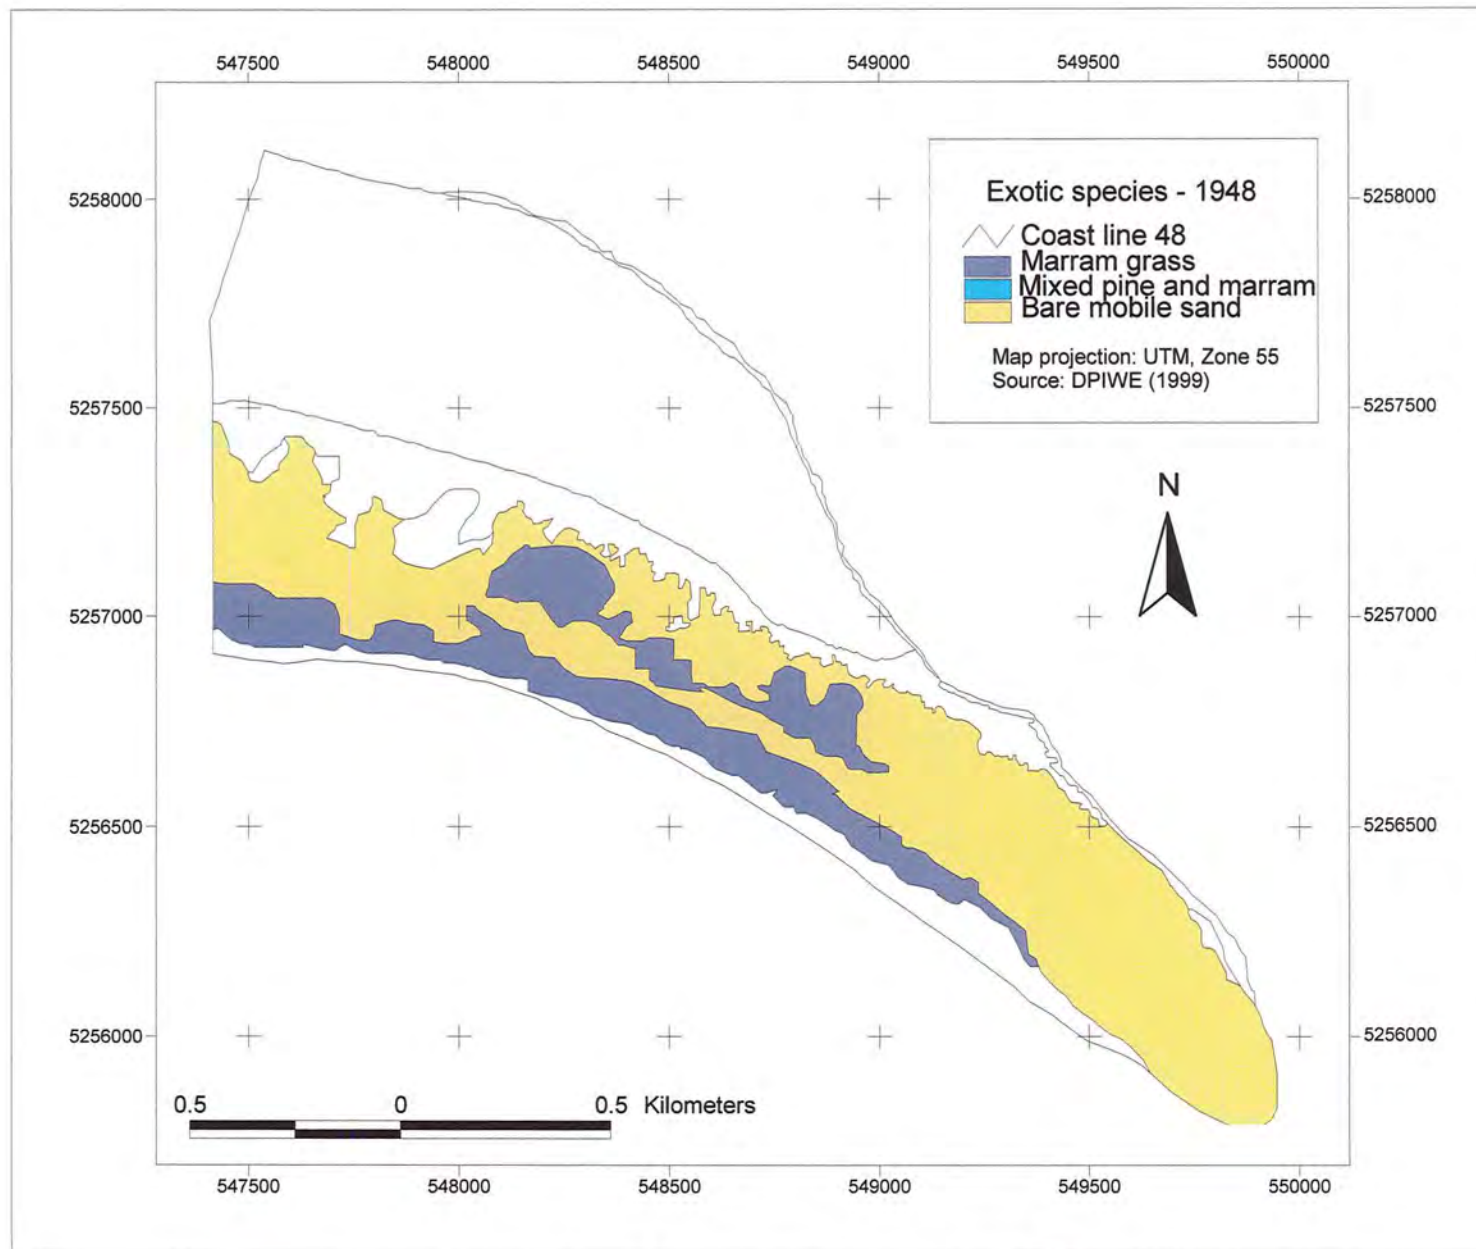 547500 548000 548500 549000 549500 550000
Exotic species - 1948
5258000 5258000
Coast line 48
Marram grass
Mixed pine and marram
Bare mobile sand
Map projection: UTM, Zone 55
Source: DPIWE (1999)
5257500 5257500
N
5257000 5257000
5256500 5256500
5256000 5256000
0.5 0 0.5 Kilometers
547500 548000 548500 549000 549500 550000